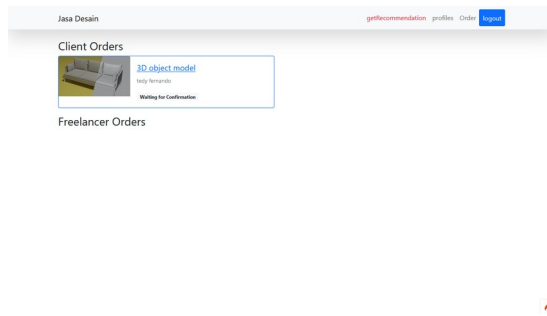 Jasa Desain
getRecommendation profiles Order logout
Client Orders
3D object model
tedy fernando
Waiting for Confirmation
Freelancer Orders